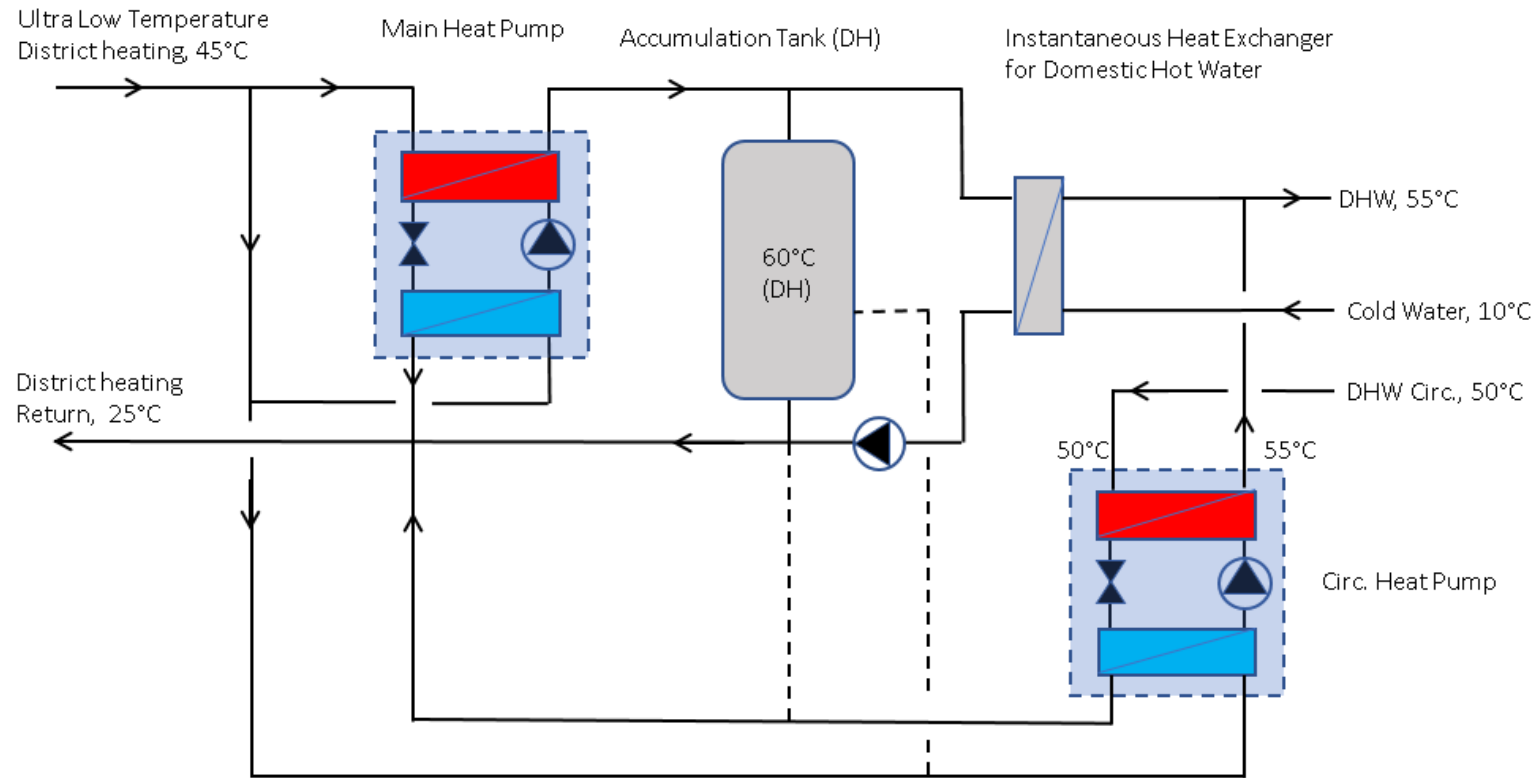 Ultra Low Temperature
District heating, 45°C
Main Heat Pump
Accumulation Tank (DH)
Instantaneous Heat Exchanger
for Domestic Hot Water
DHW, 55°C
60°C
(DH)
Cold Water, 10°C
District heating
Return, 25°C
DHW Circ., 50°C
50°C
55°C
Circ. Heat Pump